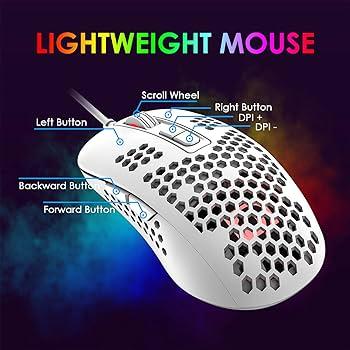 LIGHTWEIGHT MOUSE
Scroll Wheel
Right Button
Left Button
DPI +
DPI -
Backward Button
Forward Button